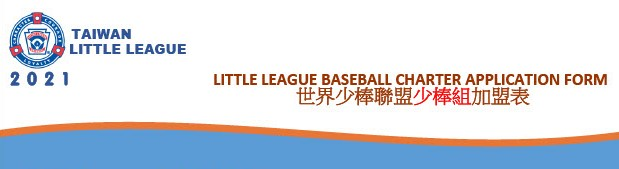 TAIWAN
LITTLE LEAGUE
2021
LITTLE LEAGUE BASEBALL CHARTER APPLICATION FORM
世界少棒聯盟少棒組加盟表